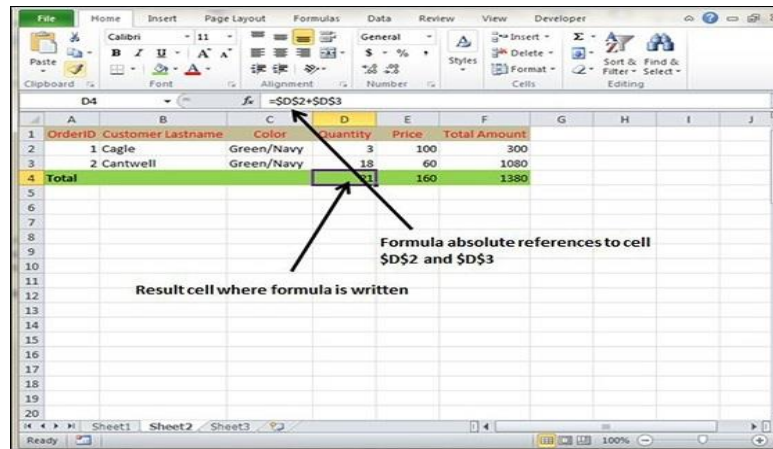 File Home Insert Page Layout Formulas Data Review View Developer
Calibri 11 General Insert Σ
Paste B I U A A $ % , Styles Delete Sort & Find &
A Format Filter Select
Clipboard Font Alignment Number Cells Editing
D4 fx =$D$2+$D$3
A B C D E F G H I J
1 OrderID Customer Lastname Color Quantity Price Total Amount
2 1 Cagle Green/Navy 3 100 300
3 2 Cantwell Green/Navy 18 60 1080
4 Total 21 160 1380
5
6
7
8
9 Formula absolute references to cell
10 $D$2 and $D$3
11
12 Result cell where formula is written
13
14
15
16
17
18
19
20
Sheet1 Sheet2 Sheet3
Ready 100%